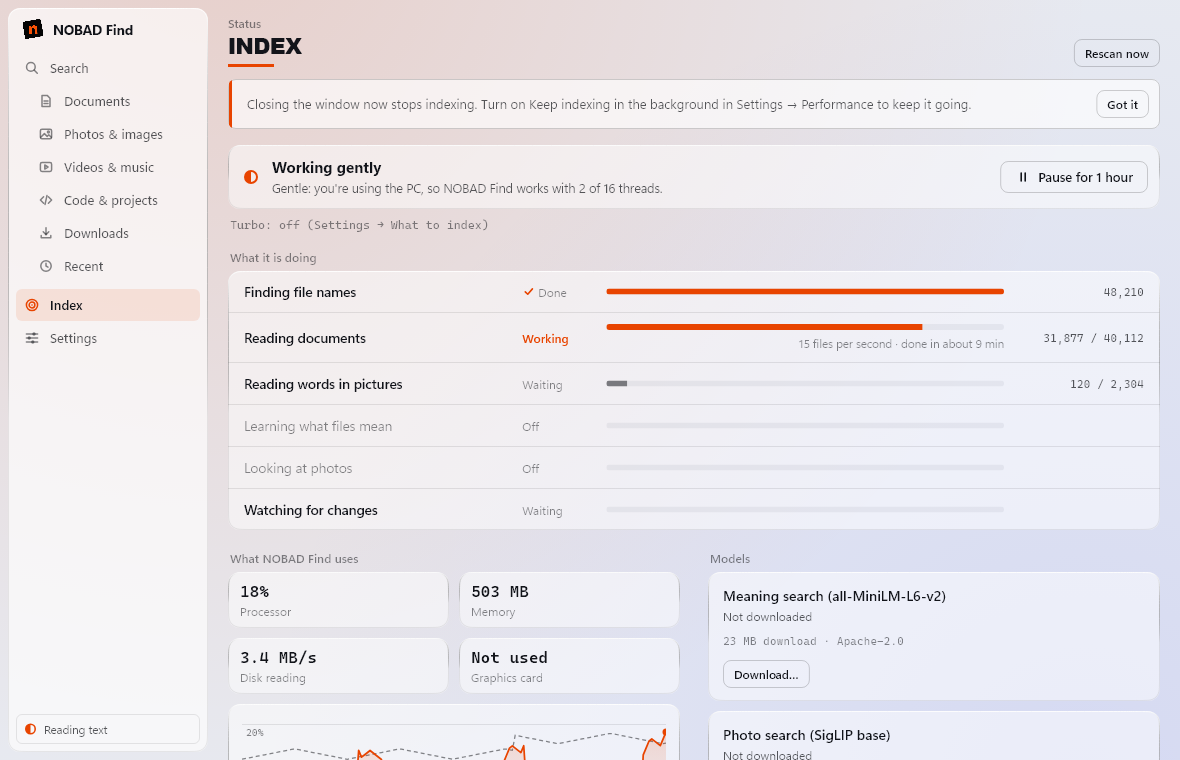 NOBAD Find
Search
Documents
Photos & images
Videos & music
Code & projects
Downloads
Recent
Index
Settings
Reading text
Status
INDEX
Rescan now
Closing the window now stops indexing. Turn on Keep indexing in the background in Settings → Performance to keep it going.
Got it
Working gently
Gentle: you're using the PC, so NOBAD Find works with 2 of 16 threads.
Pause for 1 hour
Turbo: off (Settings → What to index)
What it is doing
Finding file names Done 48,210
Reading documents Working 31,877 / 40,112
15 files per second · done in about 9 min
Reading words in pictures Waiting 120 / 2,304
Learning what files mean Off
Looking at photos Off
Watching for changes Waiting
What NOBAD Find uses
18%
Processor
503 MB
Memory
3.4 MB/s
Disk reading
Not used
Graphics card
20%
Models
Meaning search (all-MiniLM-L6-v2)
Not downloaded
23 MB download · Apache-2.0
Download...
Photo search (SigLIP base)
Not downloaded